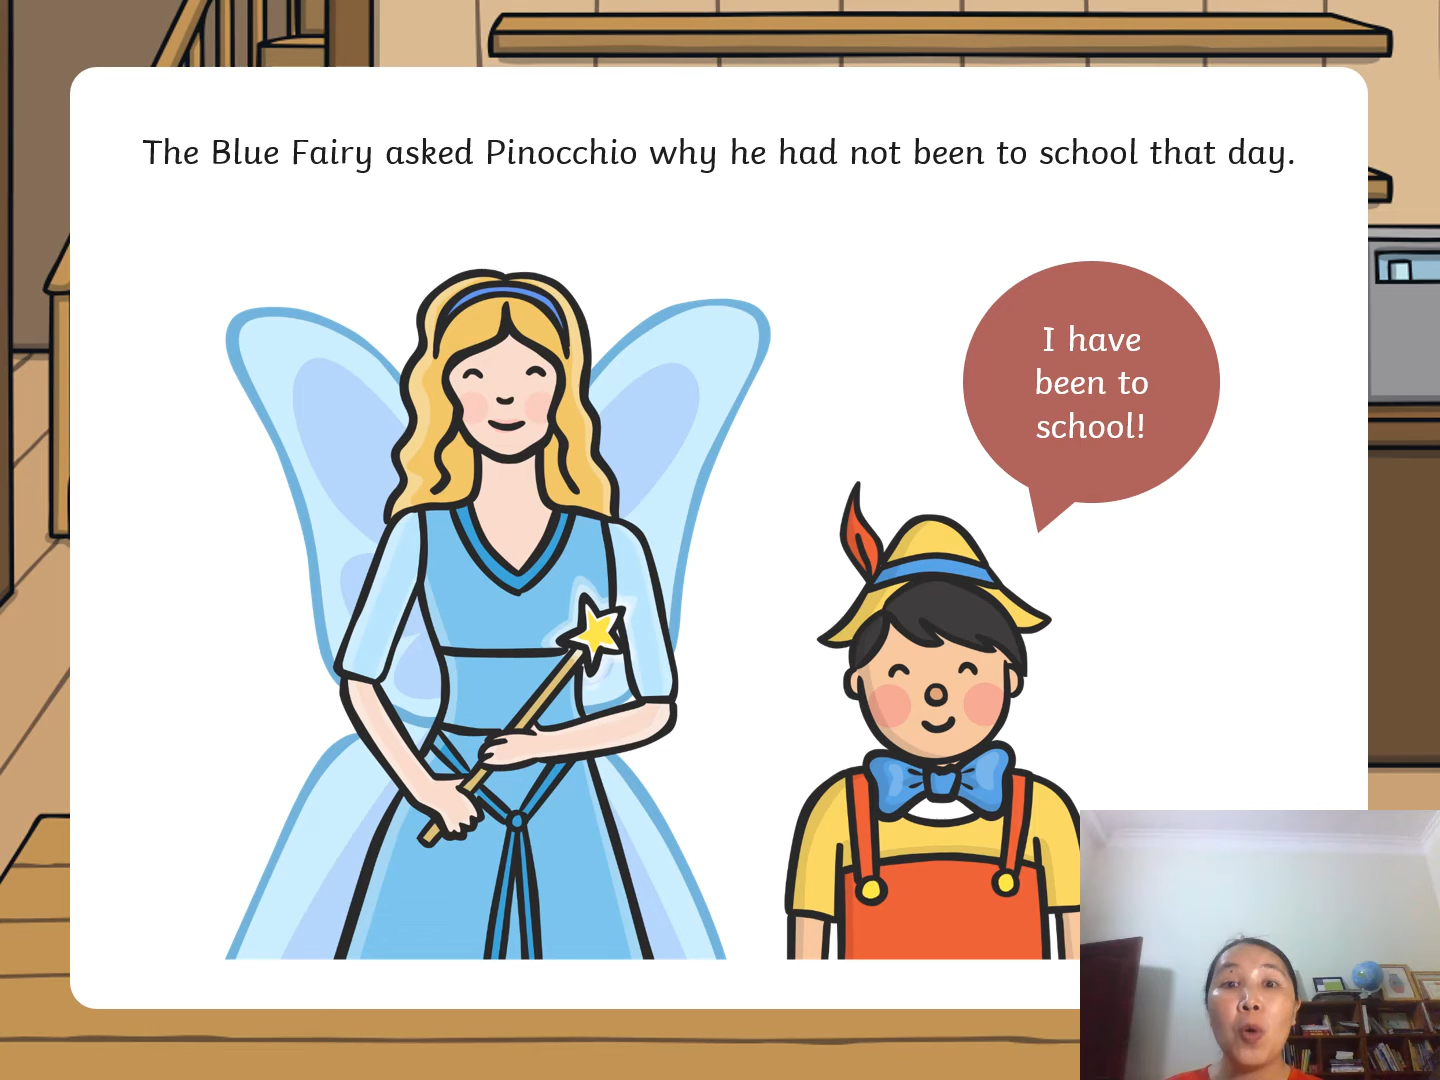 The Blue Fairy asked Pinocchio why he had not been to school that day.
I have
been to
school!